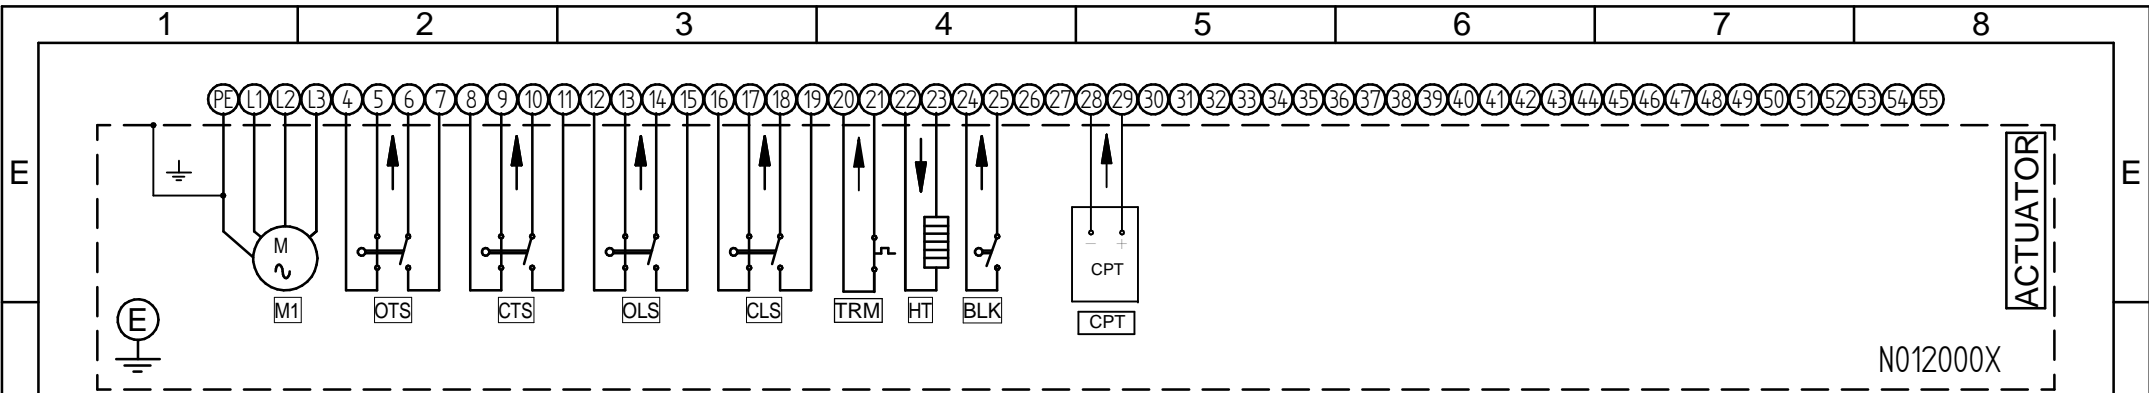 1 2 3 4 5 6 7 8
PE L1 L2 L3 4 5 6 7 8 9 10 11 12 13 14 15 16 17 18 19 20 21 22 23 24 25 26 27 28 29 30 31 32 33 34 35 36 37 38 39 40 41 42 43 44 45 46 47 48 49 50 51 52 53 54 55
E E
ACTUATOR
M
- +
CPT
M1 OTS CTS OLS CLS TRM HT BLK CPT
E
N012000X